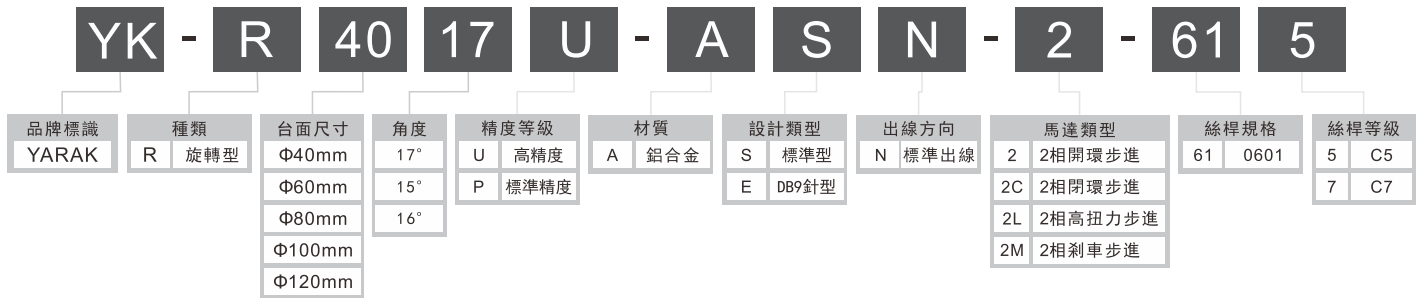 YK - R 40 17 U - A S N - 2 - 61 5
品牌標識
YARAK
種類
R 旋轉型
台面尺寸
Φ40mm
Φ60mm
Φ80mm
Φ100mm
Φ120mm
角度
17°
15°
16°
精度等級
U 高精度
P 標準精度
材質
A 鋁合金
設計類型
S 標準型
E DB9針型
出線方向
N 標準出線
馬達類型
2 2相開環步進
2C 2相閉環步進
2L 2相高扭力步進
2M 2相剎車步進
絲桿規格
61 0601
絲桿等級
5 C5
7 C7